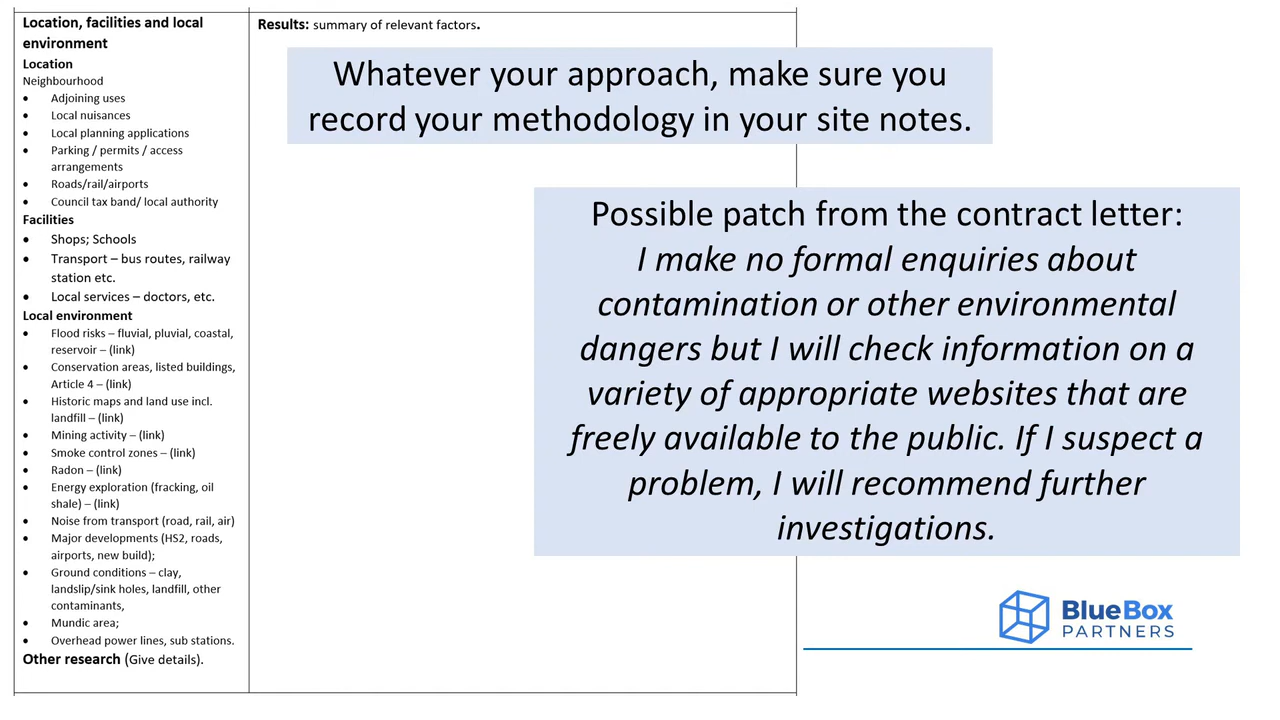 Location, facilities and local
environment
Location
Neighbourhood
• Adjoining uses
• Local nuisances
• Local planning applications
• Parking / permits / access
arrangements
• Roads/rail/airports
• Council tax band/ local authority
Facilities
• Shops; Schools
• Transport – bus routes, railway
station etc.
• Local services – doctors, etc.
Local environment
• Flood risks – fluvial, pluvial, coastal,
reservoir – (link)
• Conservation areas, listed buildings,
Article 4 – (link)
• Historic maps and land use incl.
landfill – (link)
• Mining activity – (link)
• Smoke control zones – (link)
• Radon – (link)
• Energy exploration (fracking, oil
shale) – (link)
• Noise from transport (road, rail, air)
• Major developments (HS2, roads,
airports, new build);
• Ground conditions – clay,
landslip/sink holes, landfill, other
contaminants,
• Mundic area;
• Overhead power lines, sub stations.
Other research (Give details).
Results: summary of relevant factors.
Whatever your approach, make sure you
record your methodology in your site notes.
Possible patch from the contract letter:
I make no formal enquiries about
contamination or other environmental
dangers but I will check information on a
variety of appropriate websites that are
freely available to the public. If I suspect a
problem, I will recommend further
investigations.
BlueBox
PARTNERS